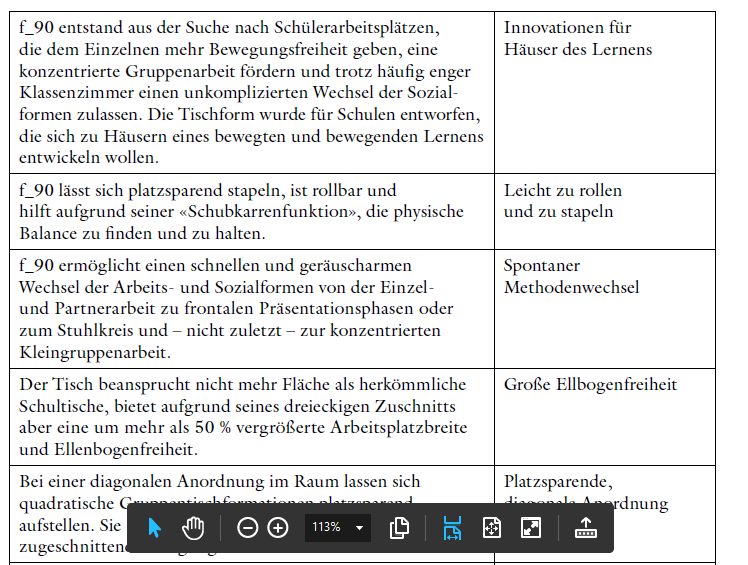 f_90 entstand aus der Suche nach Schülerarbeitsplätzen,
die dem Einzelnen mehr Bewegungsfreiheit geben, eine
konzentrierte Gruppenarbeit fördern und trotz häufig enger
Klassenzimmer einen unkomplizierten Wechsel der Sozial-
formen zulassen. Die Tischform wurde für Schulen entworfen,
die sich zu Häusern eines bewegten und bewegenden Lernens
entwickeln wollen.
Innovationen für
Häuser des Lernens
f_90 lässt sich platzsparend stapeln, ist rollbar und
hilft aufgrund seiner «Schubkarrenfunktion», die physische
Balance zu finden und zu halten.
Leicht zu rollen
und zu stapeln
f_90 ermöglicht einen schnellen und geräuscharmen
Wechsel der Arbeits- und Sozialformen von der Einzel-
und Partnerarbeit zu frontalen Präsentationsphasen oder
zum Stuhlkreis und – nicht zuletzt – zur konzentrierten
Kleingruppenarbeit.
Spontaner
Methodenwechsel
Der Tisch beansprucht nicht mehr Fläche als herkömmliche
Schultische, bietet aufgrund seines dreieckigen Zuschnitts
aber eine um mehr als 50 % vergrößerte Arbeitsplatzbreite
und Ellenbogenfreiheit.
Große Ellbogenfreiheit
Bei einer diagonalen Anordnung im Raum lassen sich
quadratische Gruppentischformationen platzsparend
aufstellen. Sie
zugeschnittene
Platzsparende,
diagonale Anordnung
113%